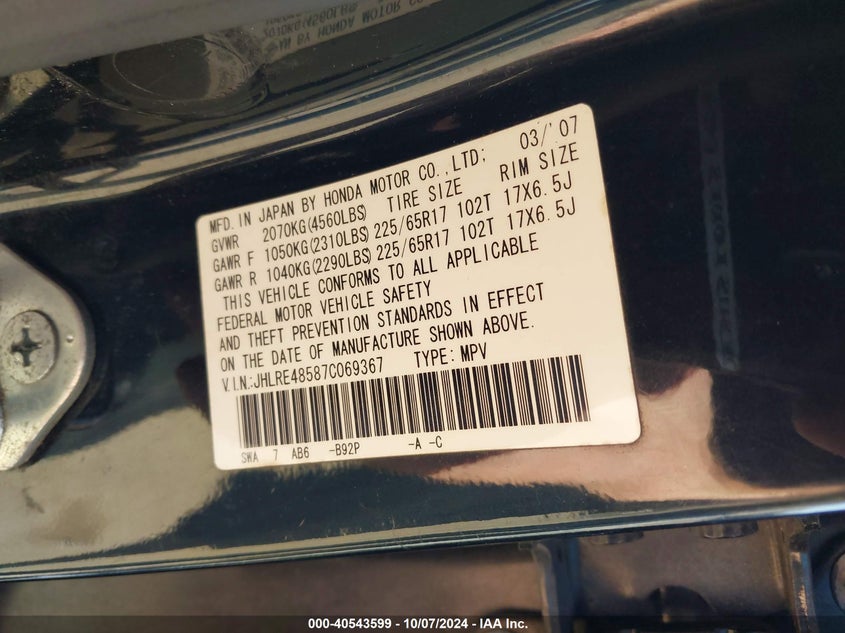 MFD. IN JAPAN BY HONDA MOTOR CO.,LTD; 03/'07
GVWR 2070KG(4560LBS) TIRE SIZE RIM SIZE
GAWR F 1050KG(2310LBS) 225/65R17 102T 17X6.5J
GAWR R 1040KG(2290LBS) 225/65R17 102T 17X6.5J
THIS VEHICLE CONFORMS TO ALL APPLICABLE
FEDERAL MOTOR VEHICLE SAFETY
AND THEFT PREVENTION STANDARDS IN EFFECT
ON THE DATE OF MANUFACTURE SHOWN ABOVE.
V.I.N:JHLRE48587C069367 TYPE: MPV
SWA 7 AB6 -B92P -A -C
000-40543599 - 10/07/2024 - IAA Inc.